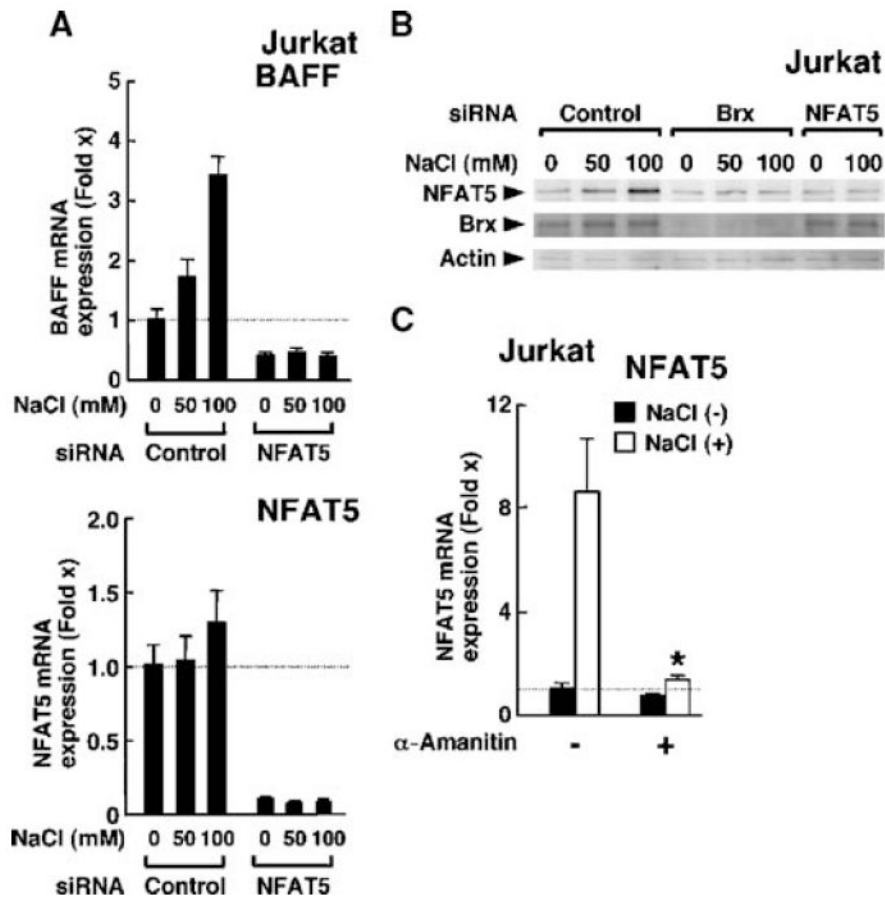 A
Jurkat
BAFF
BAFF mRNA
expression (Fold x)
5
4
3
2
1
0
NaCl (mM) 0 50 100 0 50 100
siRNA Control NFAT5
NFAT5
NFAT5 mRNA
expression (Fold x)
2.0
1.5
1.0
0.5
0
NaCl (mM) 0 50 100 0 50 100
siRNA Control NFAT5
B
Jurkat
siRNA Control Brx NFAT5
NaCl (mM) 0 50 100 0 50 100 0 100
NFAT5
Brx
Actin
C
Jurkat NFAT5
NaCl (-)
NaCl (+)
NFAT5 mRNA
expression (Fold x)
12
8
4
0
*
α-Amanitin - +